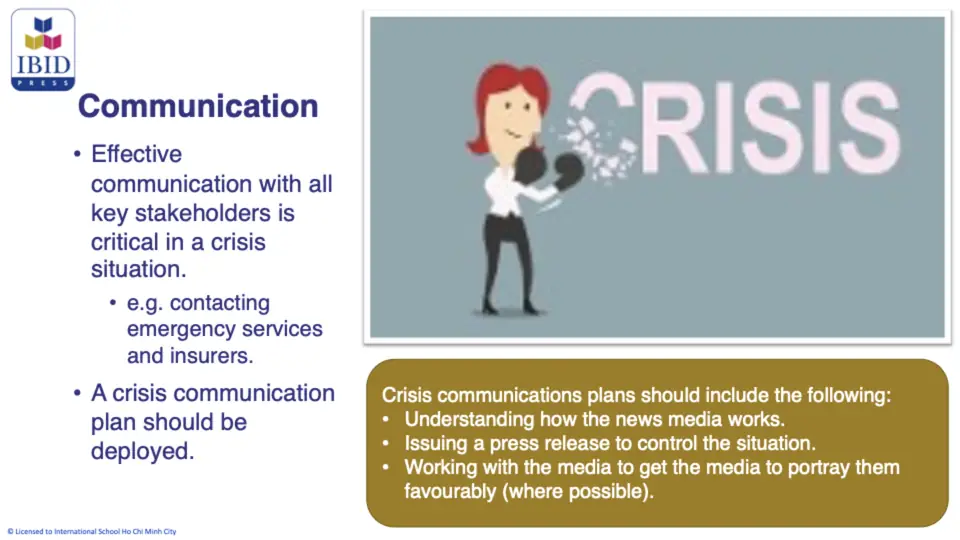 IBID
PRESS
Communication
• Effective
communication with all
key stakeholders is
critical in a crisis
situation.
• e.g. contacting
emergency services
and insurers.
• A crisis communication
plan should be
deployed.
CRISIS
Crisis communications plans should include the following:
• Understanding how the news media works.
• Issuing a press release to control the situation.
• Working with the media to get the media to portray them
favourably (where possible).
© Licensed to International School Ho Chi Minh City